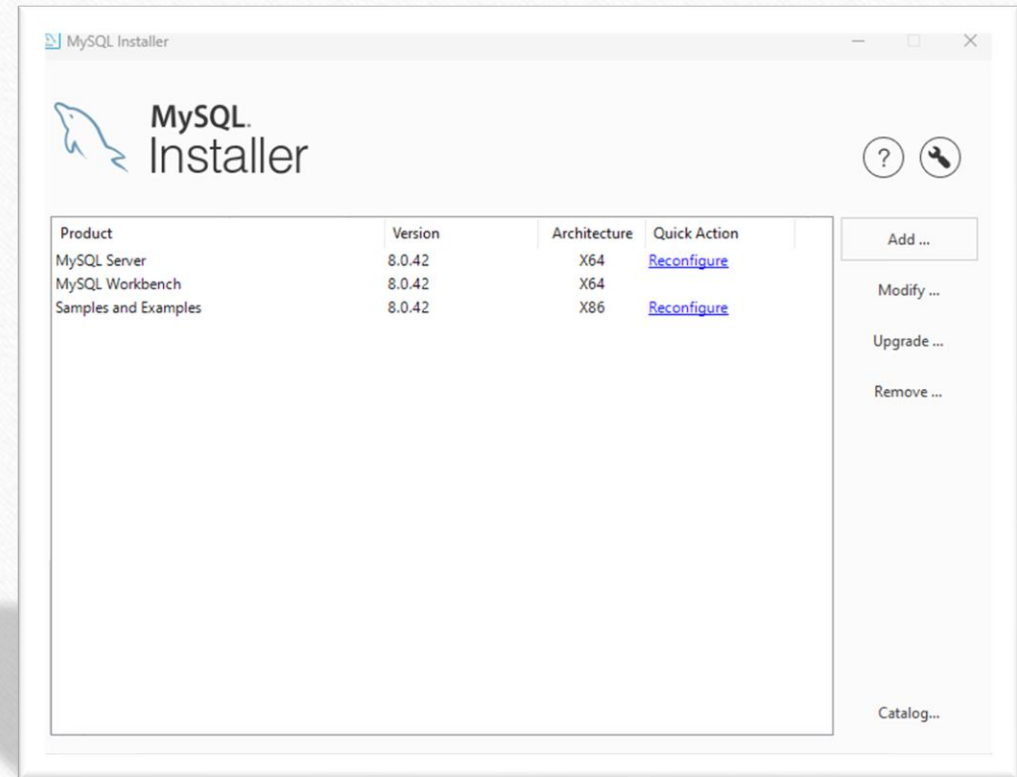 MySQL Installer
MySQL.
Installer
?
Product Version Architecture Quick Action
MySQL Server 8.0.42 X64 Reconfigure
MySQL Workbench 8.0.42 X64
Samples and Examples 8.0.42 X86 Reconfigure
Add ...
Modify ...
Upgrade ...
Remove ...
Catalog...